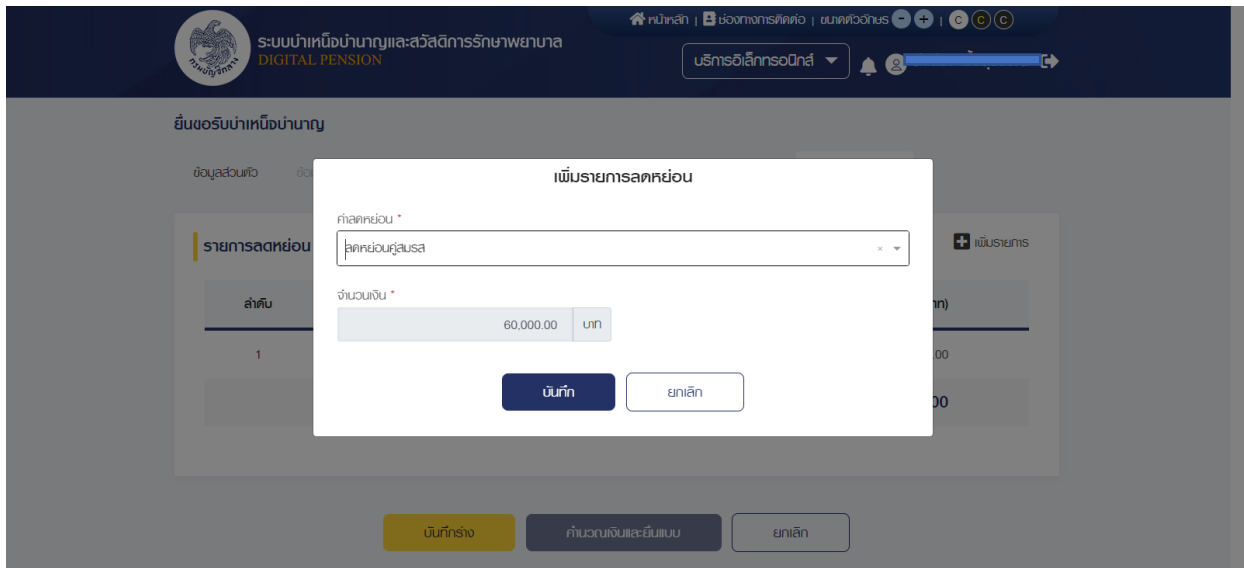 หน้าหลัก | ช่องทางการติดต่อ | ขนาดตัวอักษร - + | C C C
ระบบบำเหน็จบำนาญและสวัสดิการรักษาพยาบาล
DIGITAL PENSION
กรมบัญชีกลาง
บริการอิเล็กทรอนิกส์
ยื่นขอรับบำเหน็จบำนาญ
ข้อมูลส่วนตัว
เพิ่มรายการลดหย่อน
ค่าลดหย่อน *
ลดหย่อนคู่สมรส ×
รายการลดหย่อน
เพิ่มรายการ
จำนวนเงิน *
60,000.00 บาท
ลำดับ
1
บันทึก ยกเลิก
บันทึกร่าง คำนวณเงินและยื่นแบบ ยกเลิก